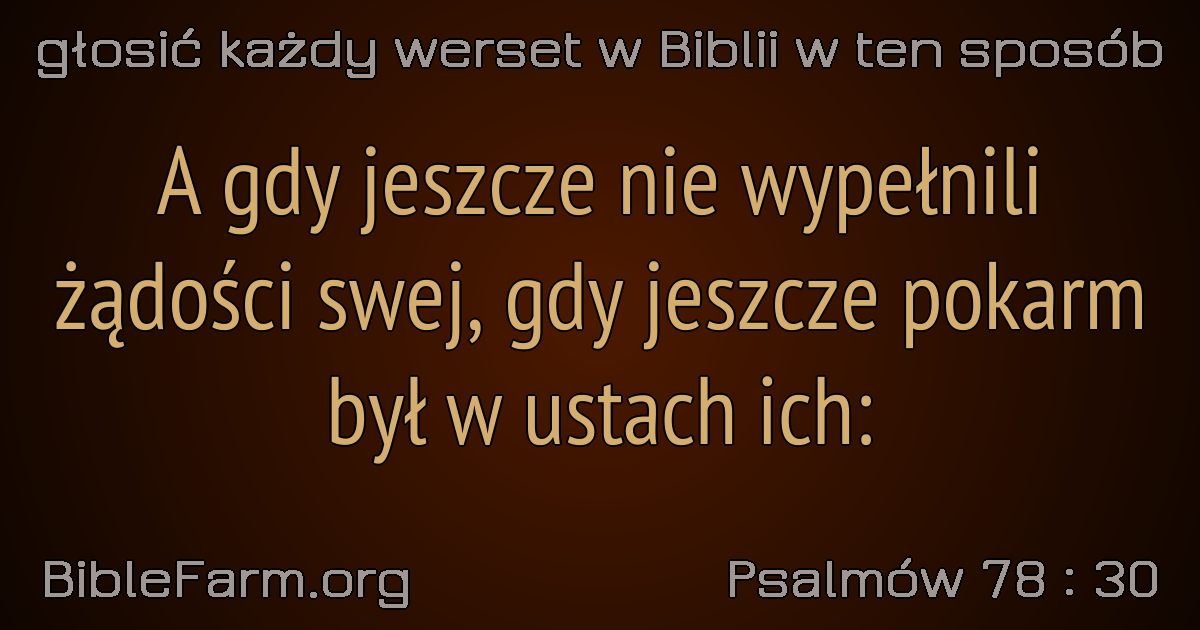 głosić każdy werset w Biblii w ten sposób
A gdy jeszcze nie wypełnili
żądości swej, gdy jeszcze pokarm
był w ustach ich:
BibleFarm.org
Psalmów 78 : 30